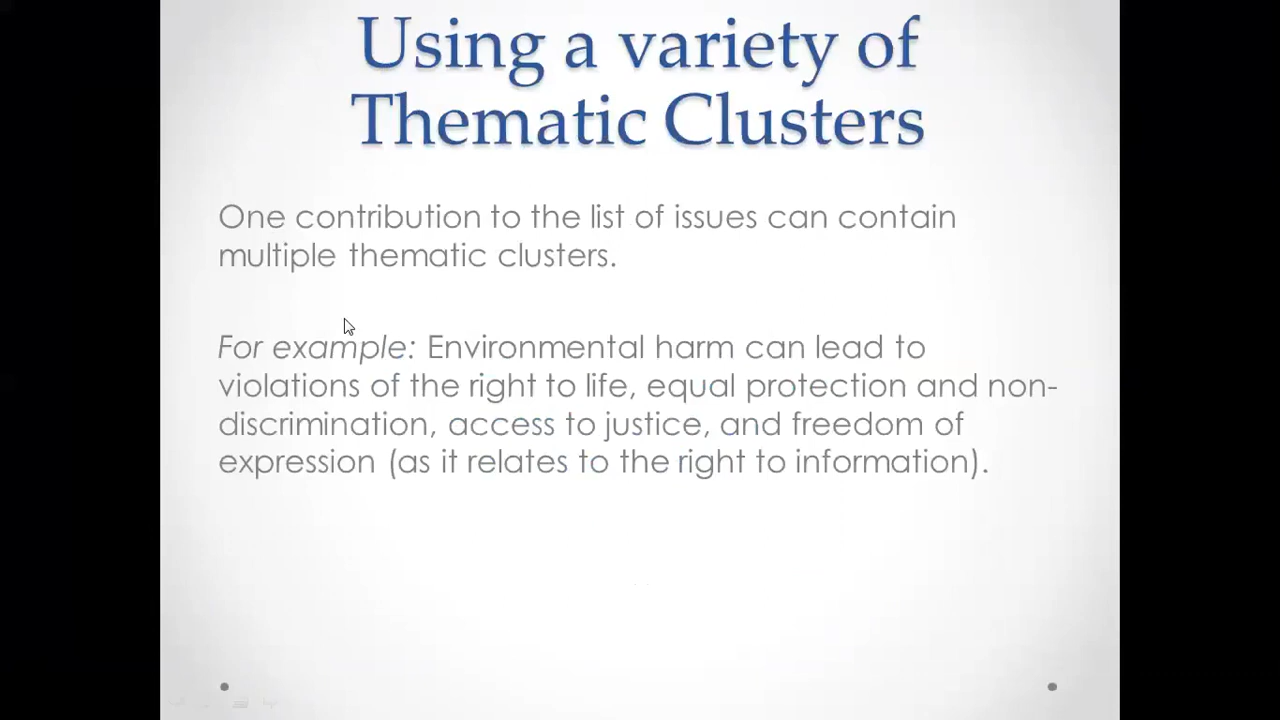 Using a variety of
Thematic Clusters
One contribution to the list of issues can contain
multiple thematic clusters.
For example: Environmental harm can lead to
violations of the right to life, equal protection and non-
discrimination, access to justice, and freedom of
expression (as it relates to the right to information).